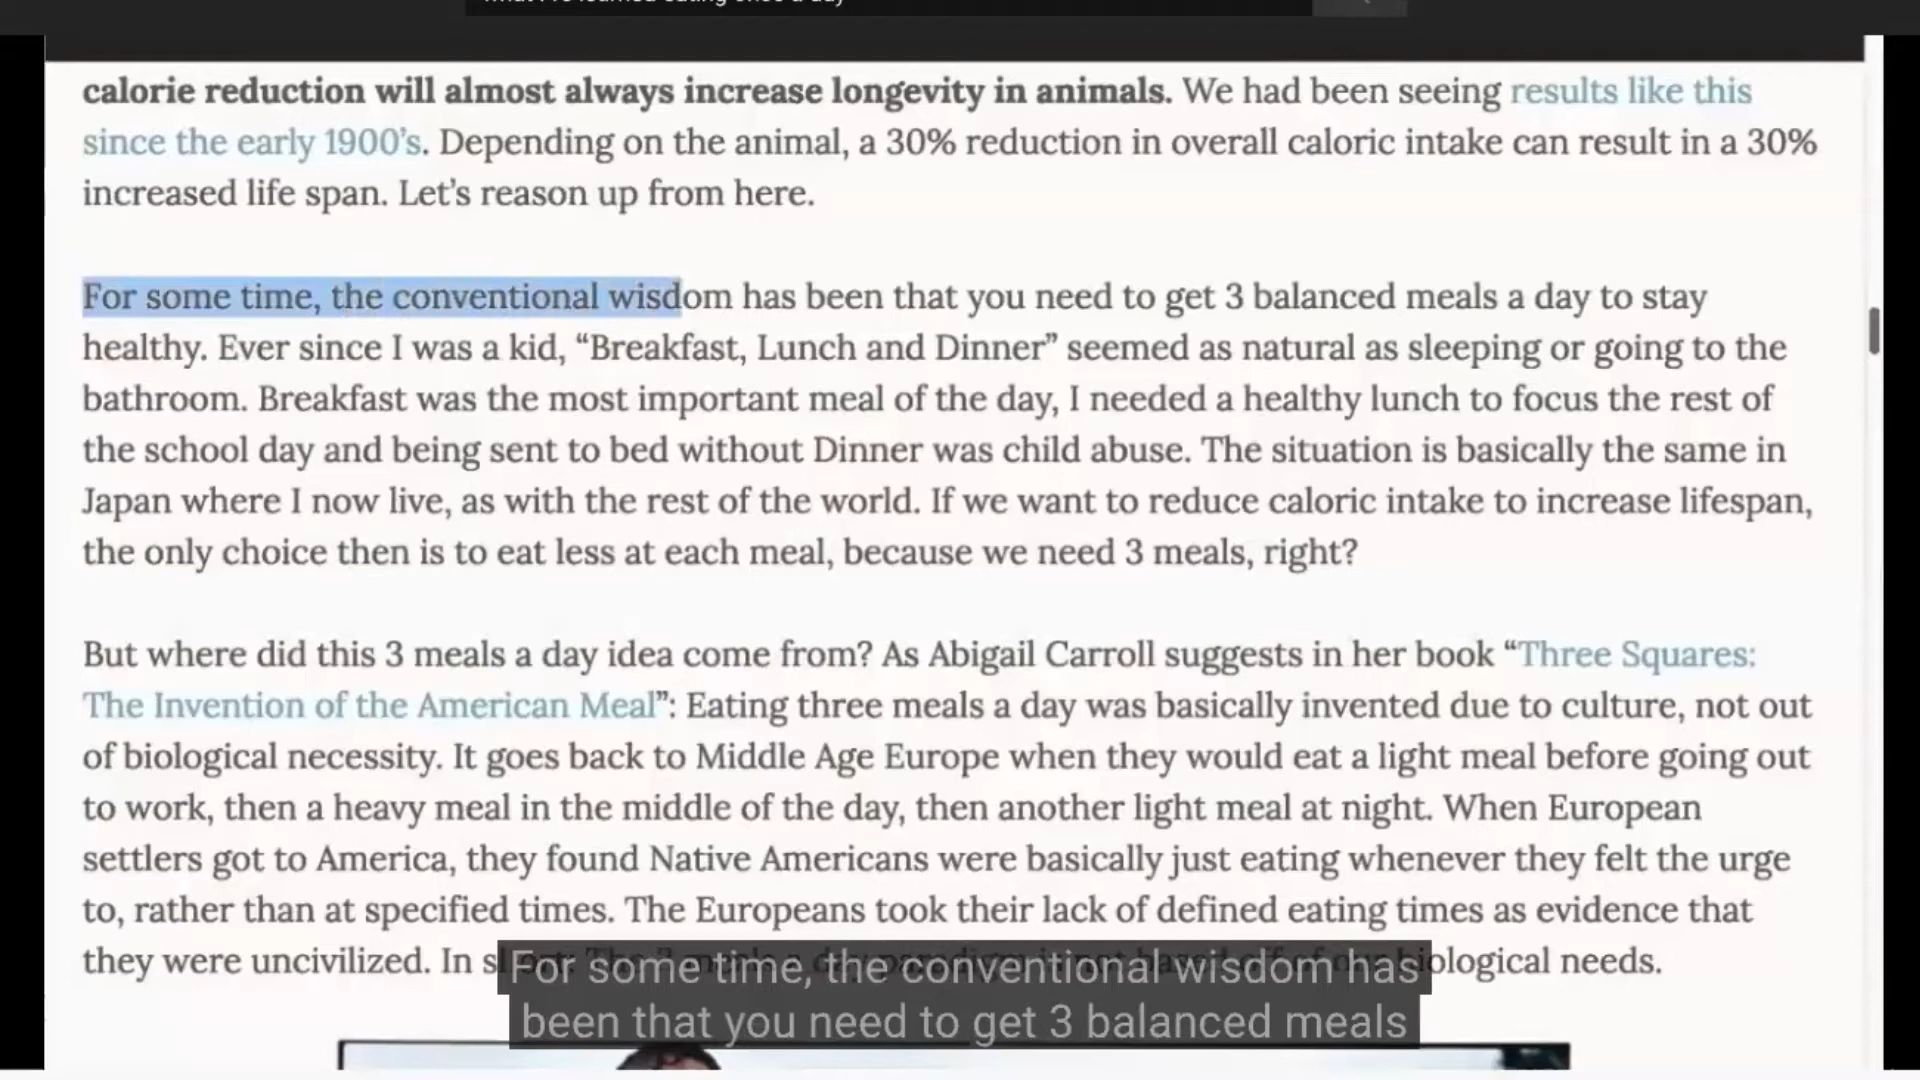 what I've learned eating once a day
calorie reduction will almost always increase longevity in animals. We had been seeing results like this
since the early 1900’s. Depending on the animal, a 30% reduction in overall caloric intake can result in a 30%
increased life span. Let’s reason up from here.
For some time, the conventional wisdom has been that you need to get 3 balanced meals a day to stay
healthy. Ever since I was a kid, “Breakfast, Lunch and Dinner” seemed as natural as sleeping or going to the
bathroom. Breakfast was the most important meal of the day, I needed a healthy lunch to focus the rest of
the school day and being sent to bed without Dinner was child abuse. The situation is basically the same in
Japan where I now live, as with the rest of the world. If we want to reduce caloric intake to increase lifespan,
the only choice then is to eat less at each meal, because we need 3 meals, right?
But where did this 3 meals a day idea come from? As Abigail Carroll suggests in her book “Three Squares:
The Invention of the American Meal”: Eating three meals a day was basically invented due to culture, not out
of biological necessity. It goes back to Middle Age Europe when they would eat a light meal before going out
to work, then a heavy meal in the middle of the day, then another light meal at night. When European
settlers got to America, they found Native Americans were basically just eating whenever they felt the urge
to, rather than at specified times. The Europeans took their lack of defined eating times as evidence that
they were uncivilized. In needs.
For some time, the conventional wisdom has
been that you need to get 3 balanced meals